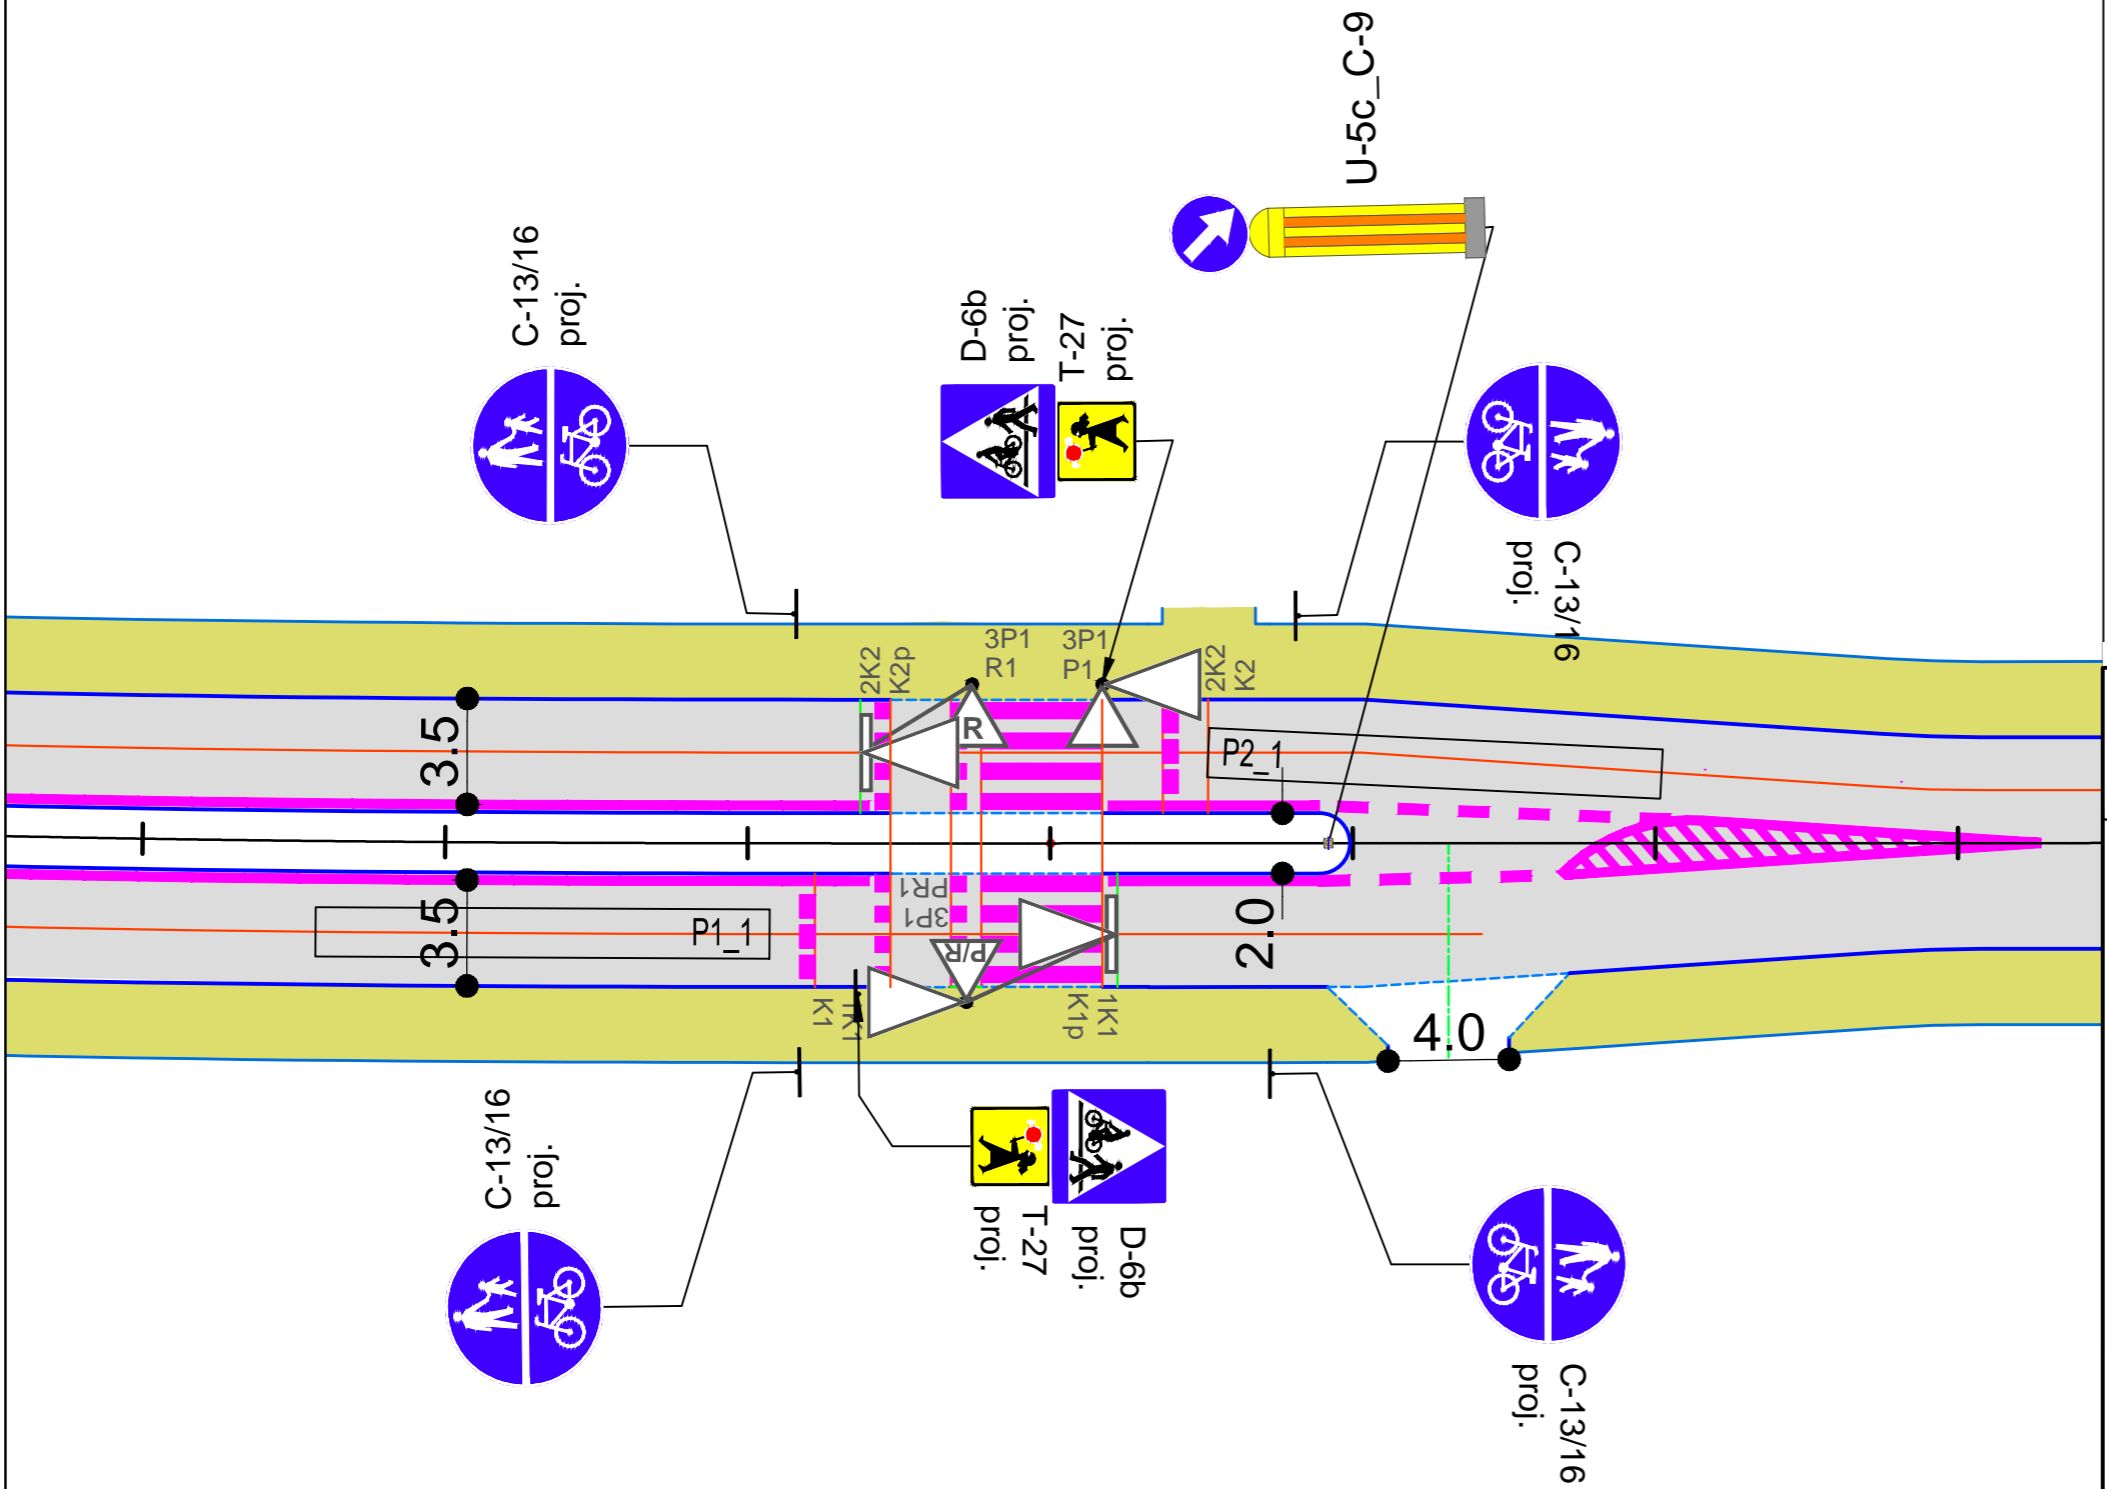 U-5c_C-9
C-13/16
proj.
D-6b
proj.
T-27
proj.
C-13/16
proj.
3P1
R1
3P1
P1
2K2
K2p
2K2
K2
R
3.5
P2_1
3.5
P1_1
PR1
3P1
P/R
2.0
K1
1K1
K1p
1K1
4.0
C-13/16
proj.
T-27
proj.
D-6b
proj.
C-13/16
proj.